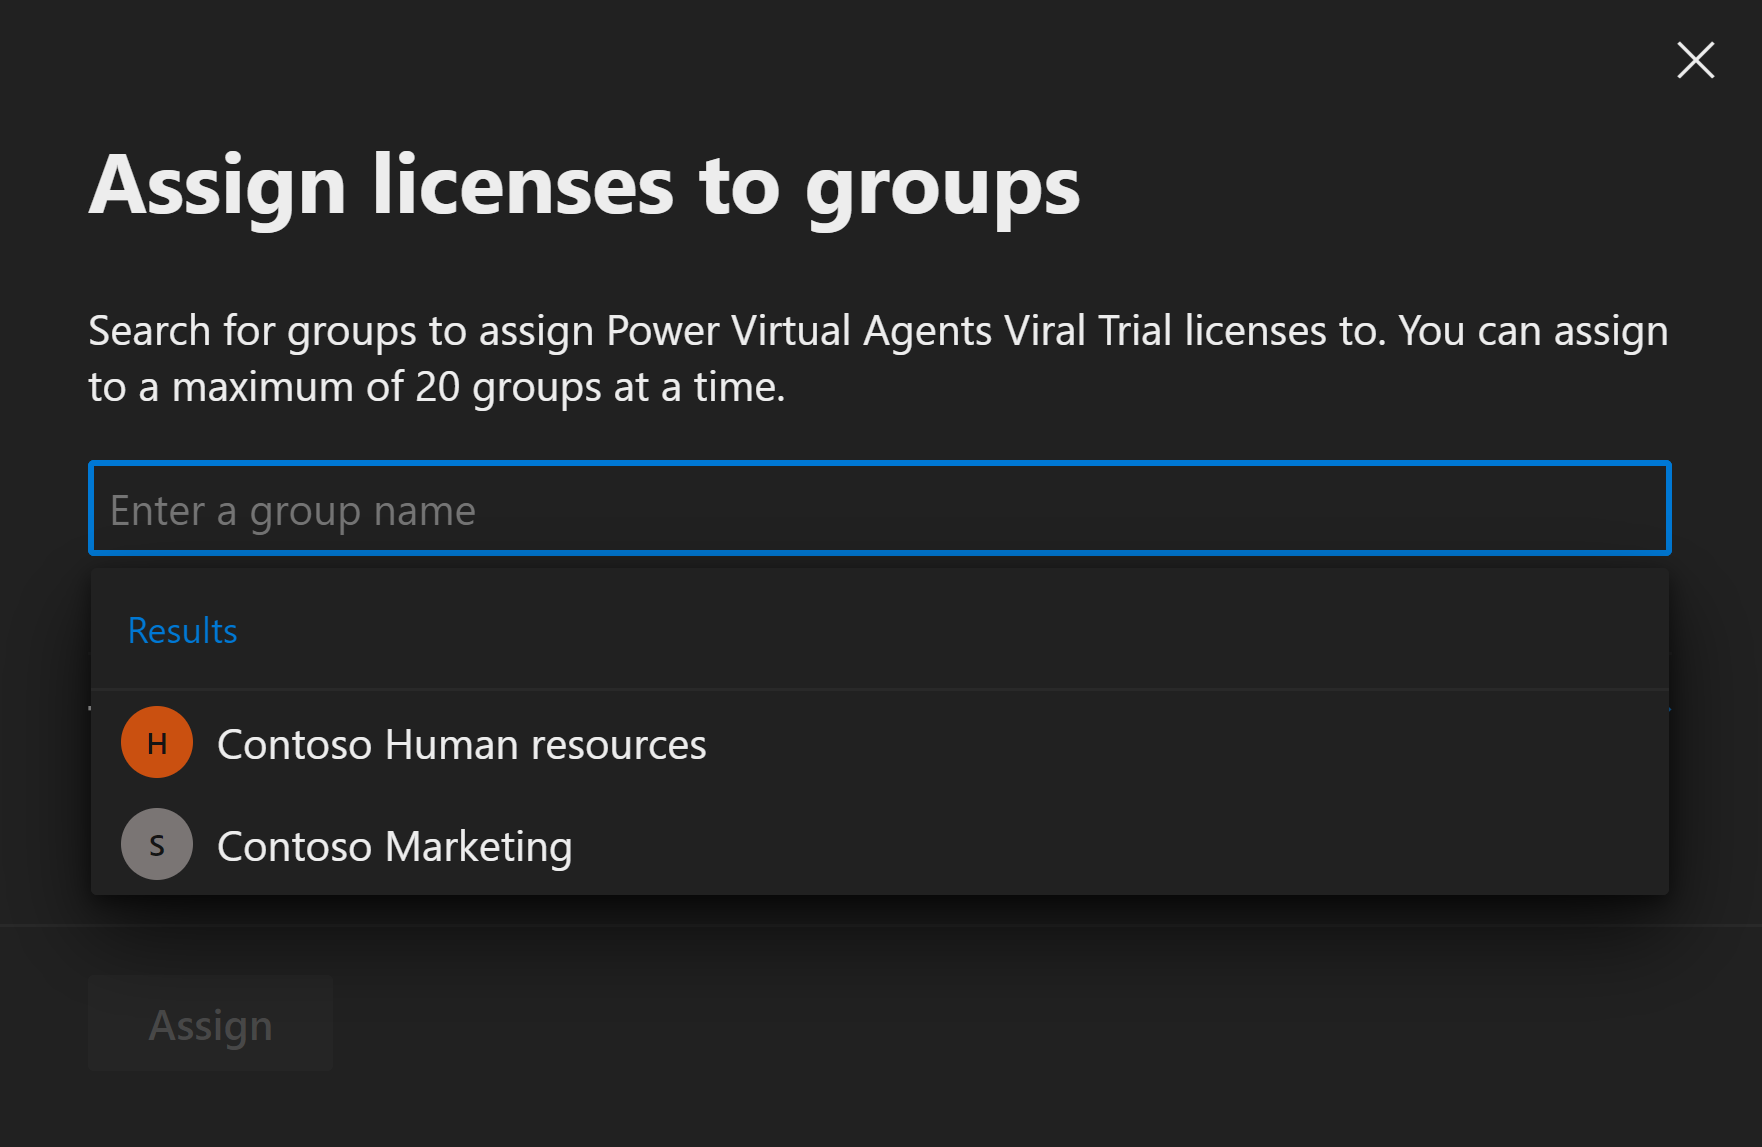 Assign licenses to groups
Search for groups to assign Power Virtual Agents Viral Trial licenses to. You can assign
to a maximum of 20 groups at a time.
Enter a group name
Results
H Contoso Human resources
S Contoso Marketing
Assign